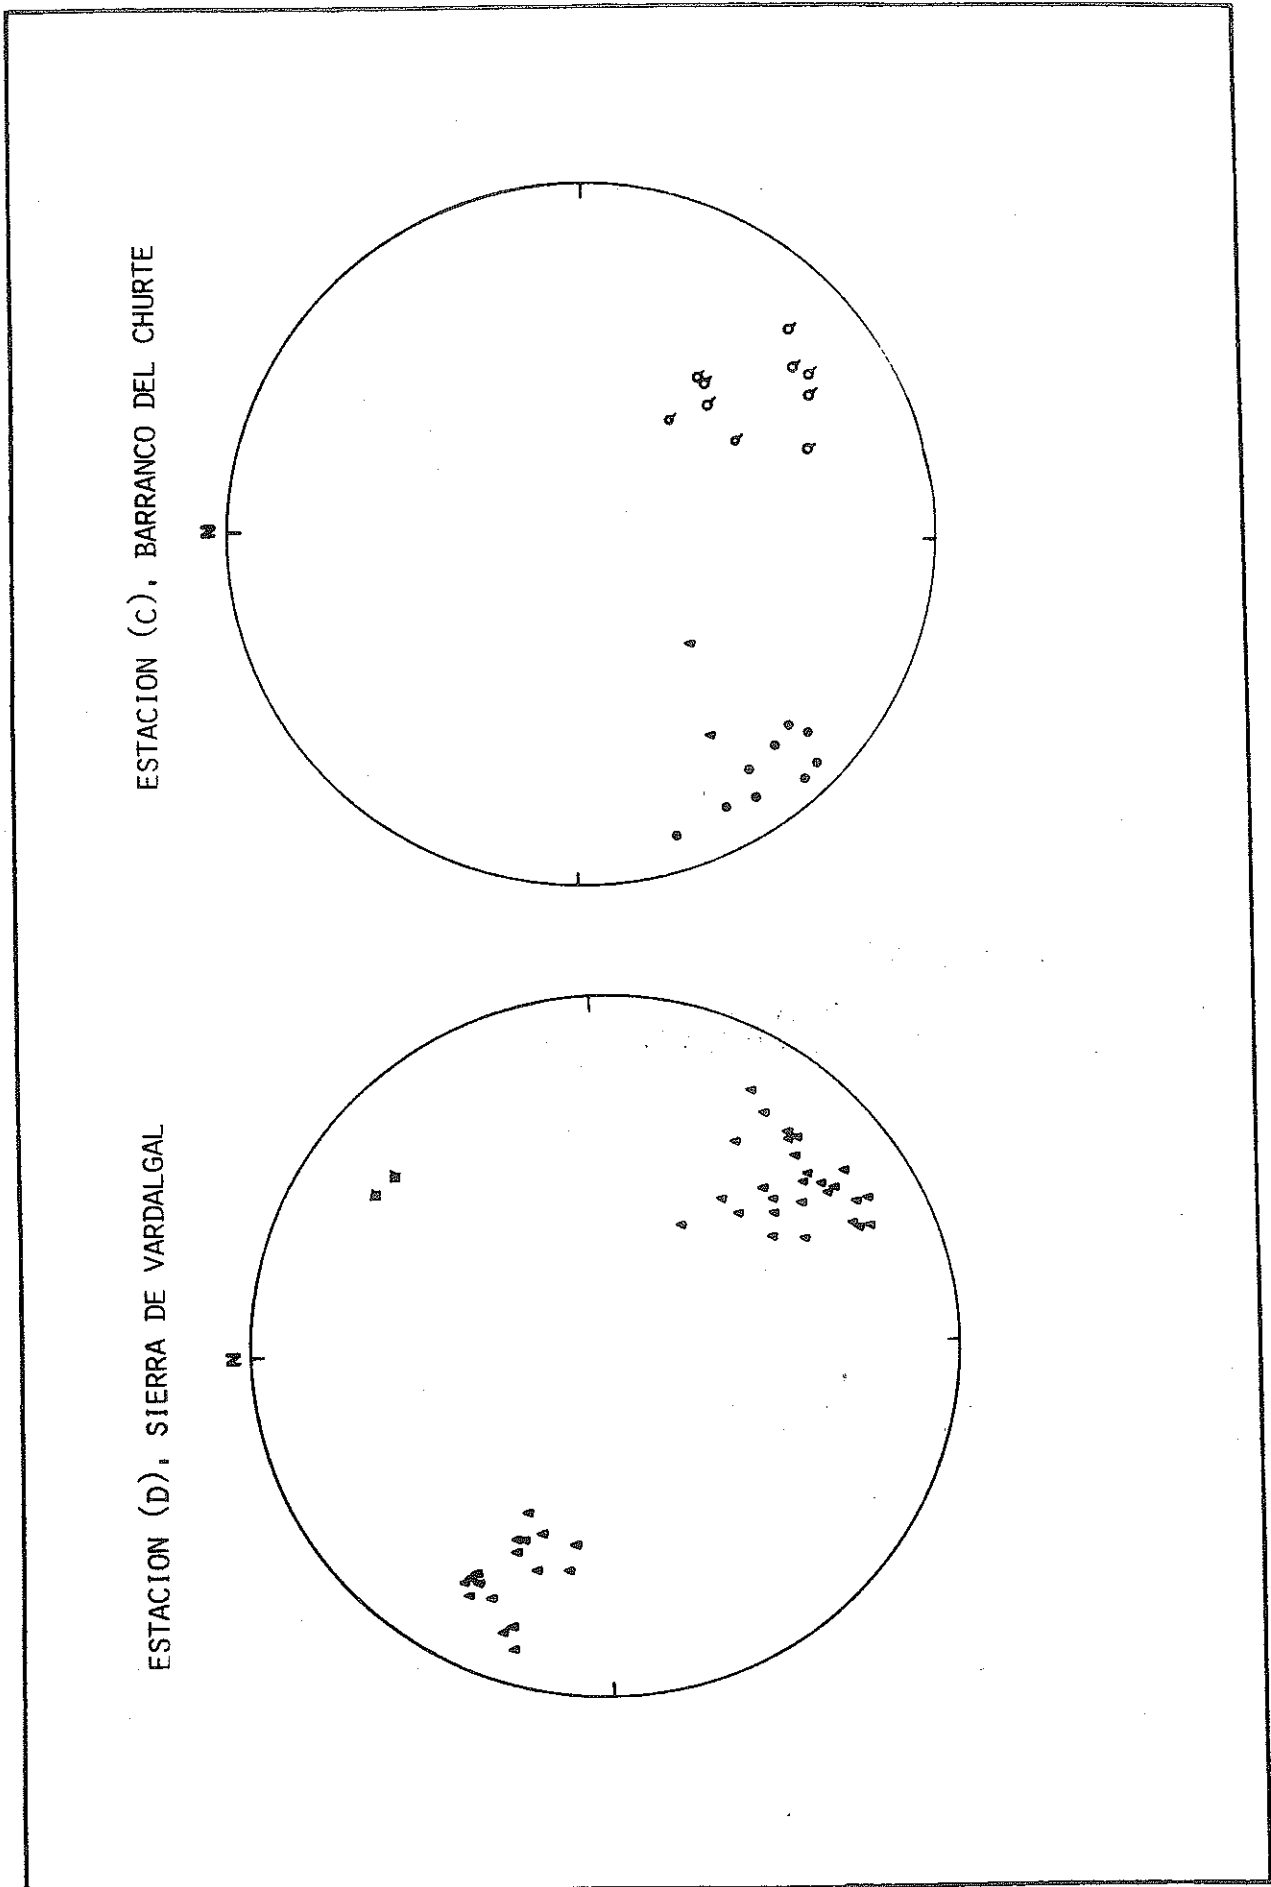 ESTACION (C), BARRANCO DEL CHURTE
N
ESTACION (D), SIERRA DE VARDALGAL
N